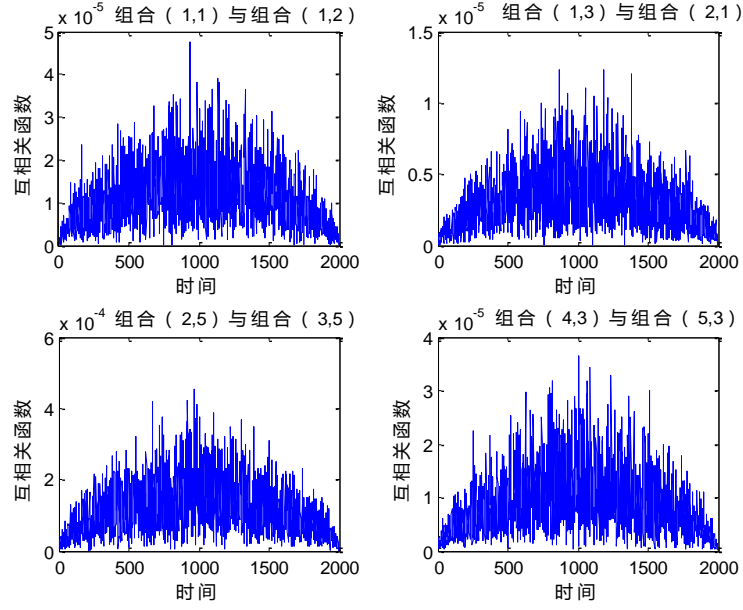 x 10-5 组合( 1,1) 与组合( 1,2)
5
4
3
2
1
0
互相关函数
0 500 1000 1500 2000
时间
x 10-5 组合( 1,3) 与组合( 2,1)
1.5
1
0.5
0
互相关函数
0 500 1000 1500 2000
时间
x 10-4 组合( 2,5) 与组合( 3,5)
6
4
2
0
互相关函数
0 500 1000 1500 2000
时间
x 10-5 组合( 4,3) 与组合( 5,3)
4
3
2
1
0
互相关函数
0 500 1000 1500 2000
时间